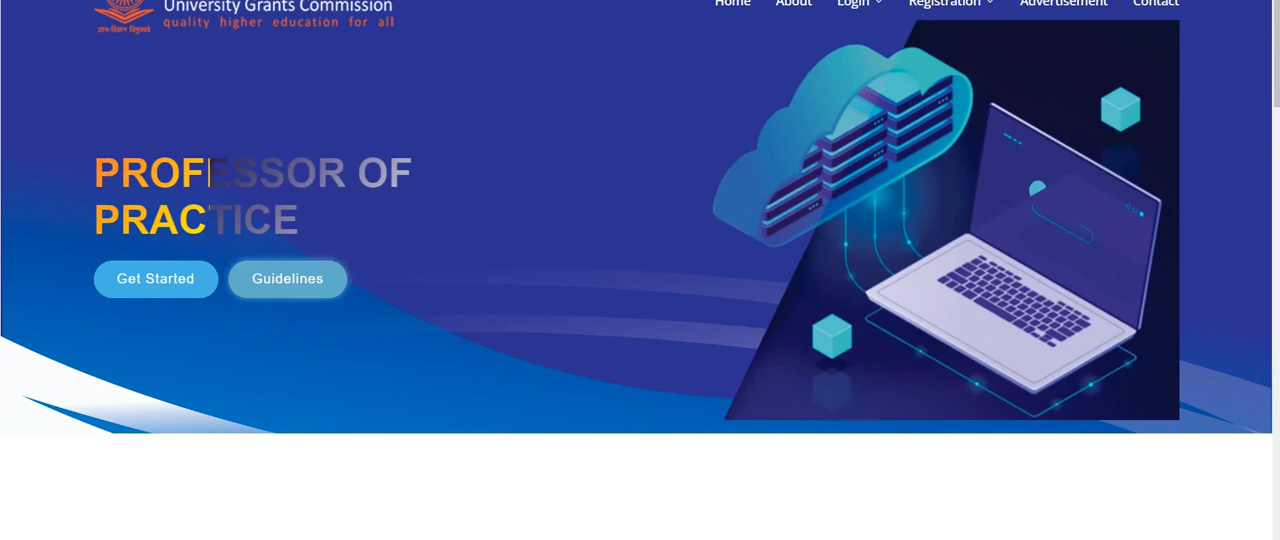 University Grants Commission
quality higher education for all
ज्ञान-विज्ञान विमुक्तये
Home About Login Registration Advertisement Contact
PROFESSOR OF
PRACTICE
Get Started Guidelines